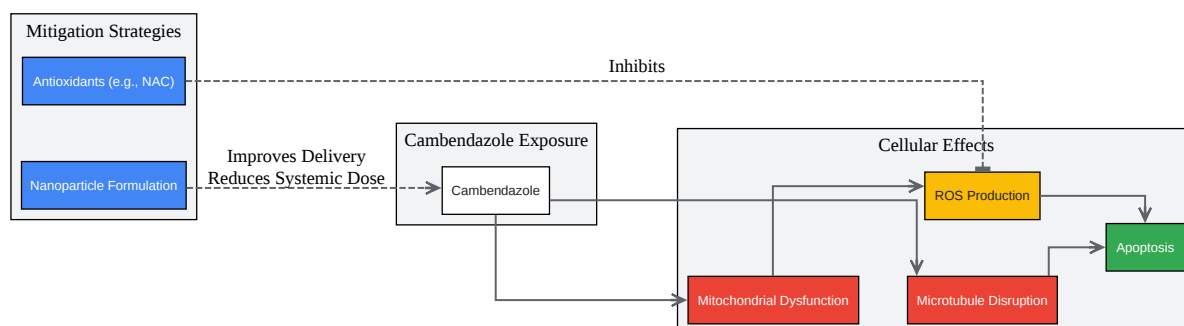 Mitigation Strategies
Antioxidants (e.g., NAC)
Nanoparticle Formulation
Inhibits
Improves Delivery
Reduces Systemic Dose
Cambendazole Exposure
Cambendazole
Cellular Effects
ROS Production
Apoptosis
Mitochondrial Dysfunction
Microtubule Disruption